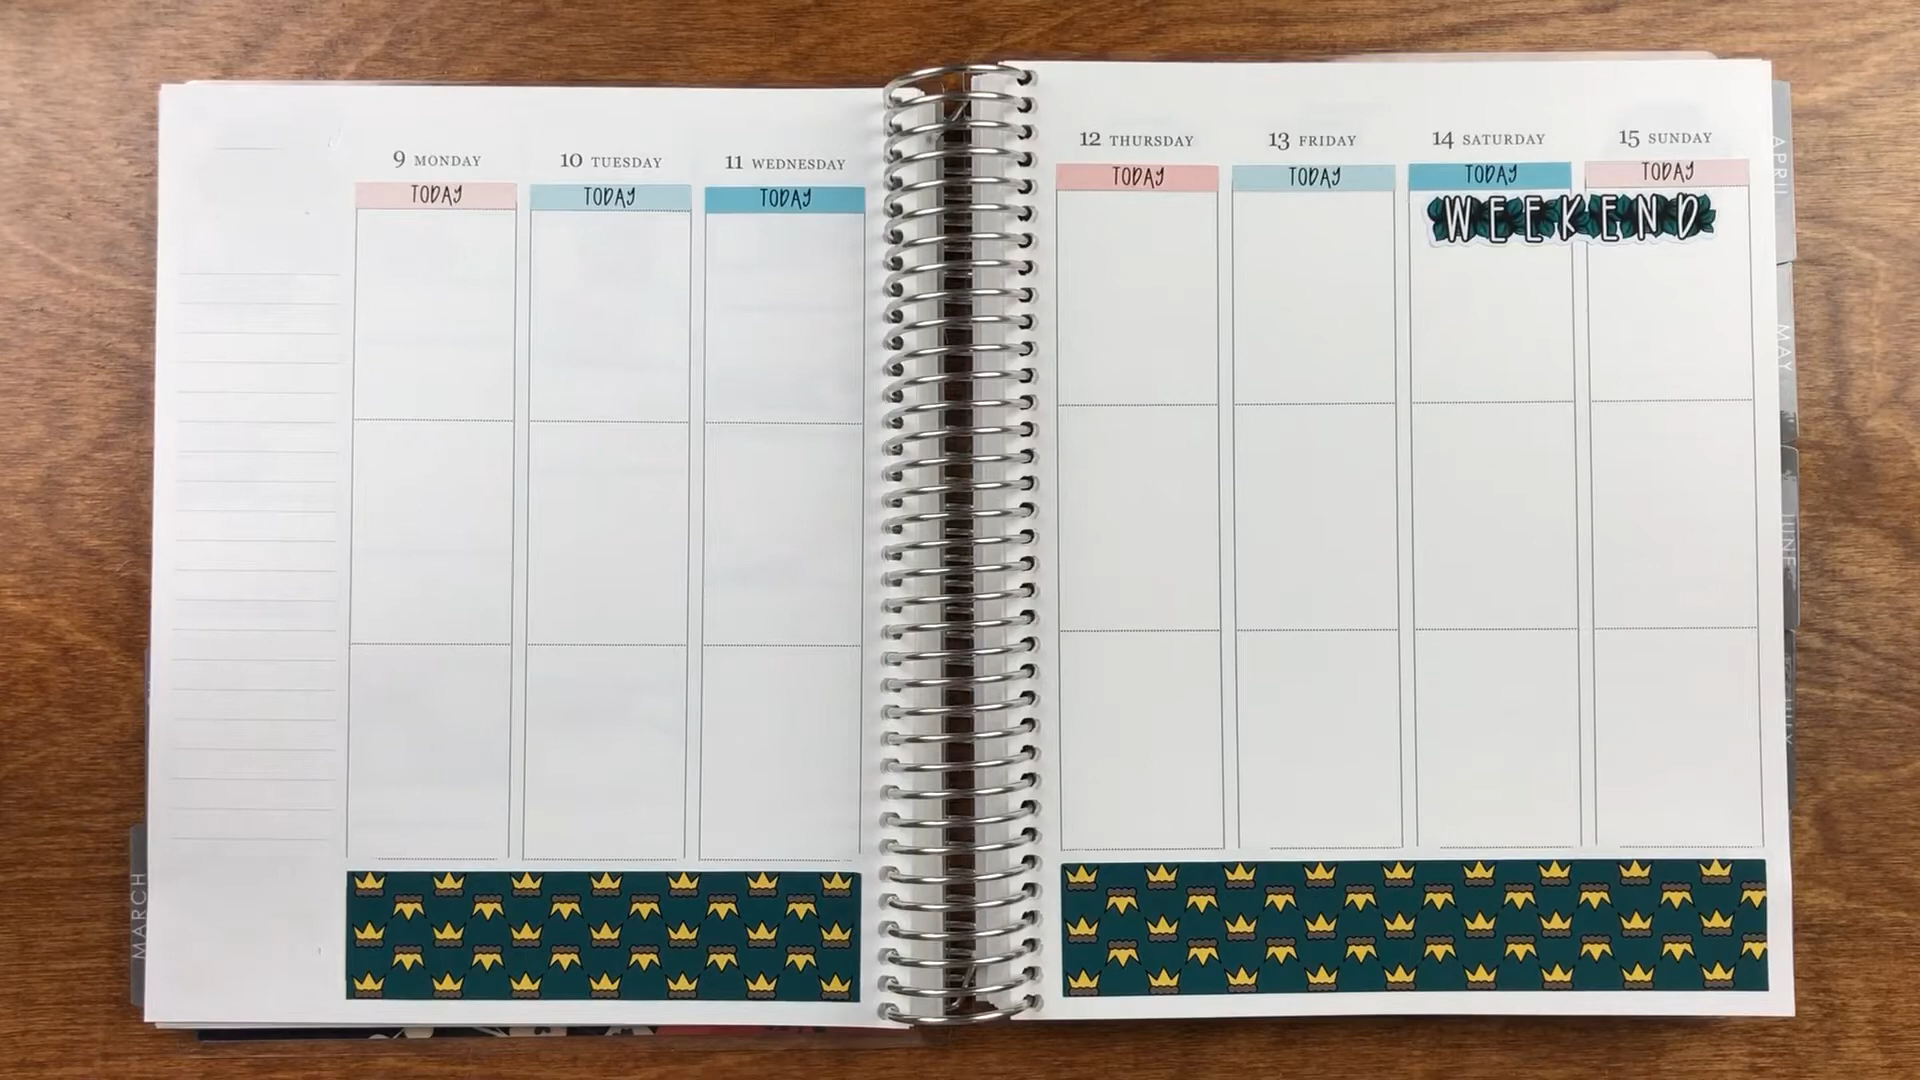 9 MONDAY
10 TUESDAY
11 WEDNESDAY
12 THURSDAY
13 FRIDAY
14 SATURDAY
15 SUNDAY
TODAY
TODAY
TODAY
TODAY
TODAY
TODAY
TODAY
WEEKEND
APRIL
MAY
JUNE
JULY
MARCH